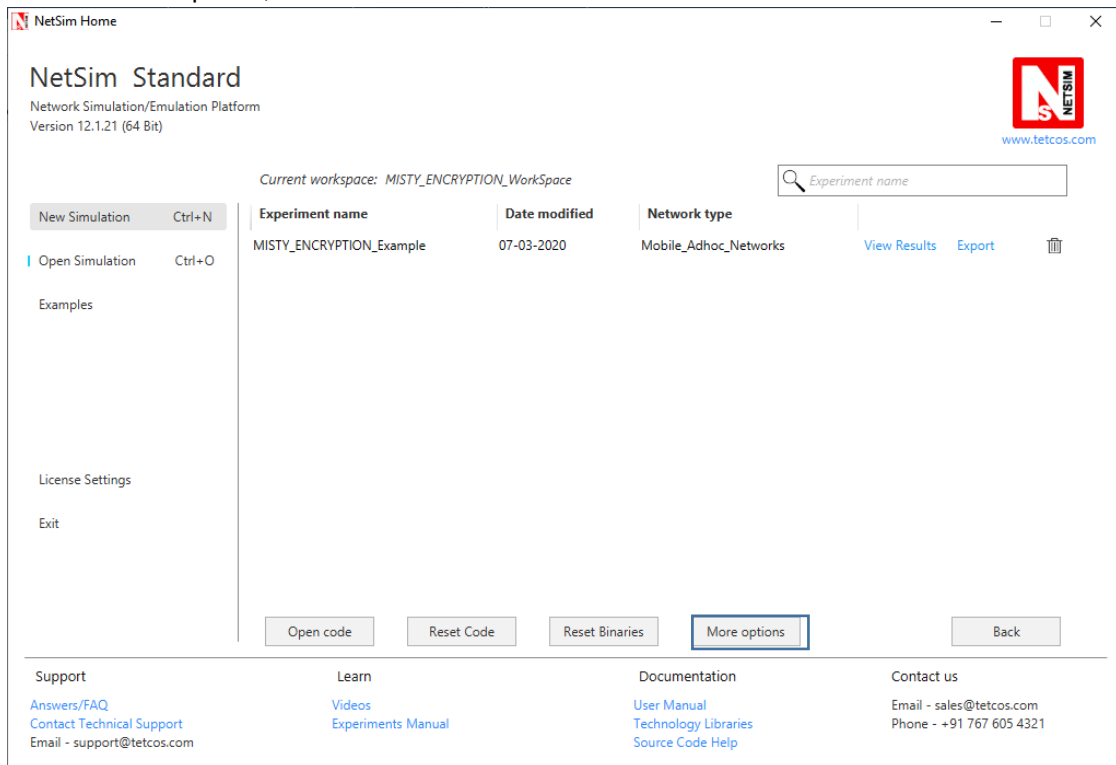 NetSim Home
NetSim Standard
Network Simulation/Emulation Platform
Version 12.1.21 (64 Bit)
NETSIM
NS
www.tetcos.com
Current workspace: MISTY_ENCRYPTION_WorkSpace
Experiment name
New Simulation Ctrl+N
Open Simulation Ctrl+O
Examples
License Settings
Exit
Experiment name Date modified Network type
MISTY_ENCRYPTION_Example 07-03-2020 Mobile_Adhoc_Networks View Results Export
Open code Reset Code Reset Binaries More options Back
Support
Answers/FAQ
Contact Technical Support
Email - support@tetcos.com
Learn
Videos
Experiments Manual
Documentation
User Manual
Technology Libraries
Source Code Help
Contact us
Email - sales@tetcos.com
Phone - +91 767 605 4321